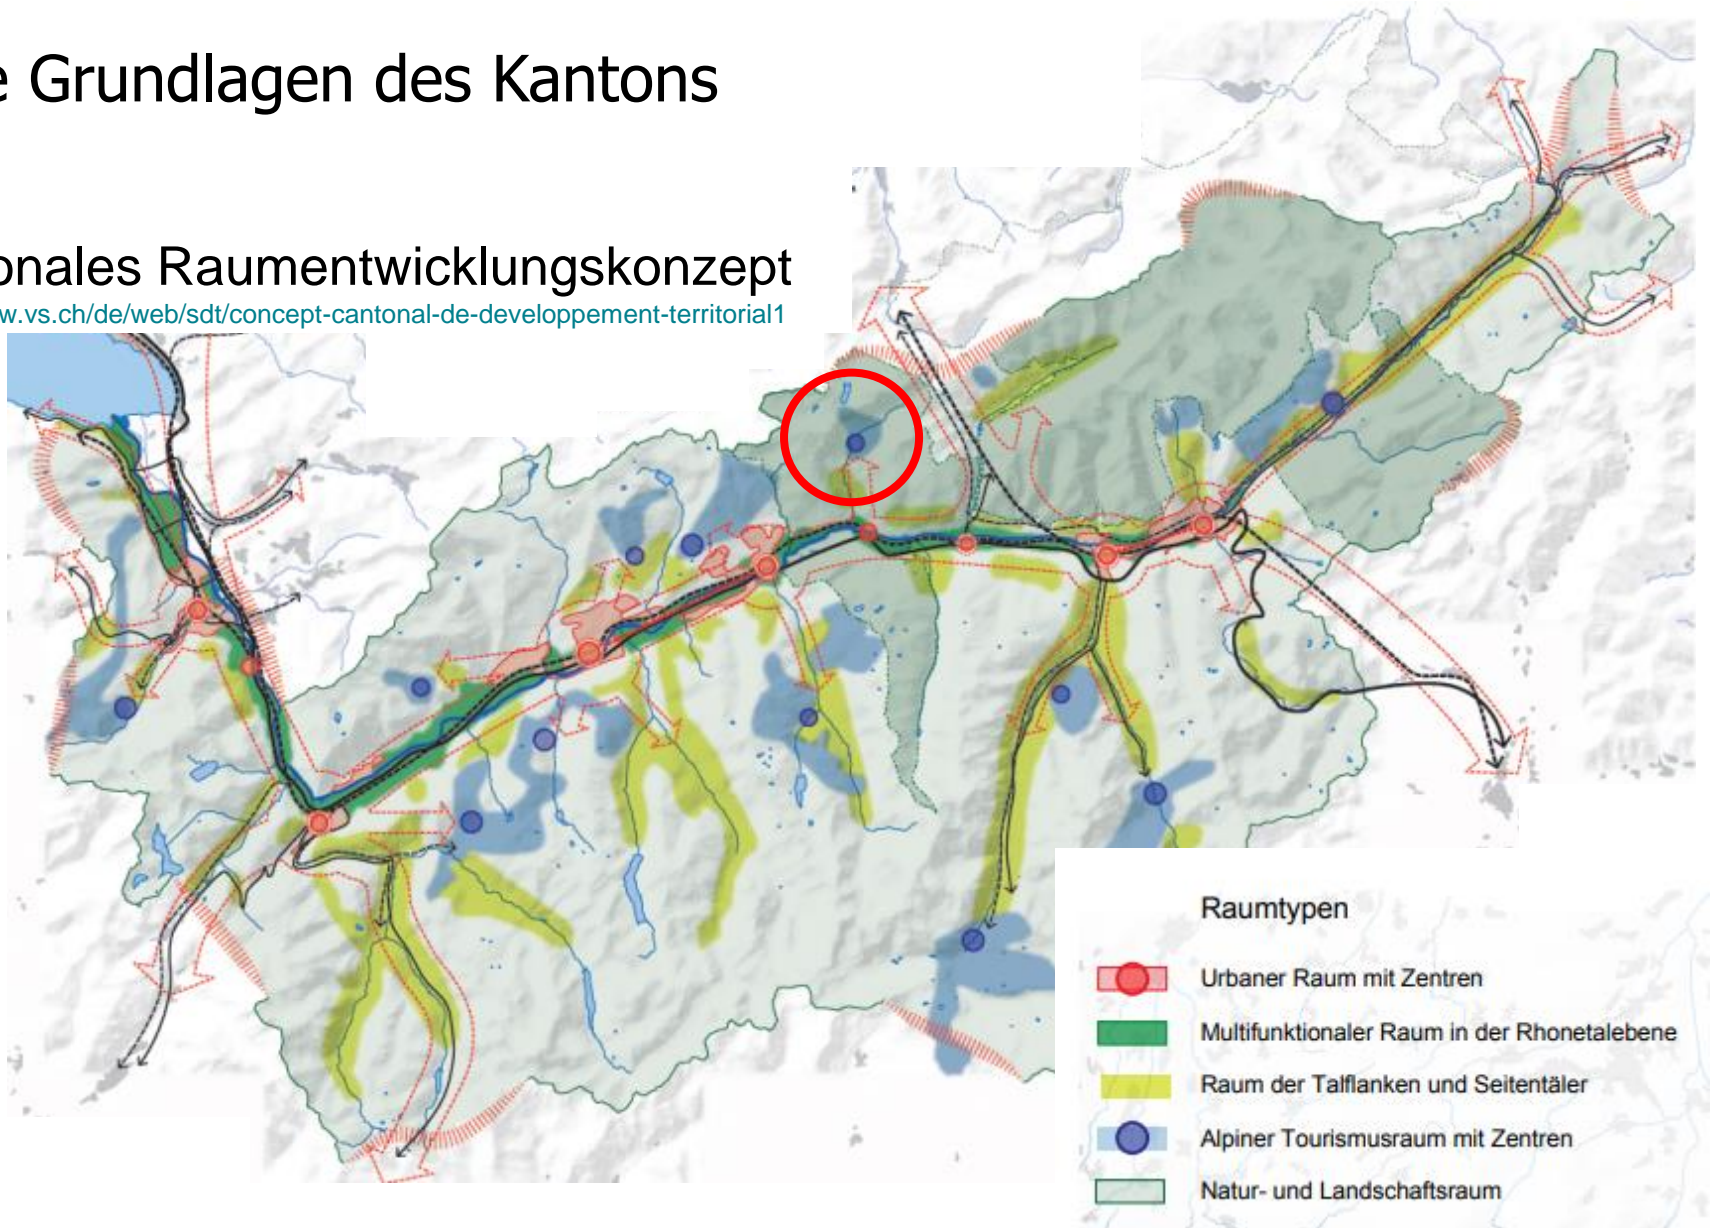 e Grundlagen des Kantons
onales Raumentwicklungskonzept
w.vs.ch/de/web/sdt/concept-cantonal-de-developpement-territorial1
Raumtypen
Urbaner Raum mit Zentren
Multifunktionaler Raum in der Rhonetalebene
Raum der Talflanken und Seitentäler
Alpiner Tourismusraum mit Zentren
Natur- und Landschaftsraum